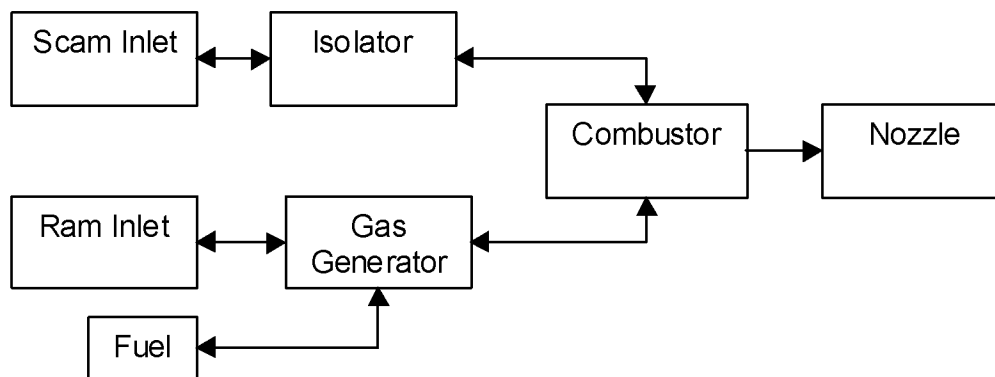 Scam Inlet
Isolator
Combustor
Nozzle
Ram Inlet
Gas
Generator
Fuel